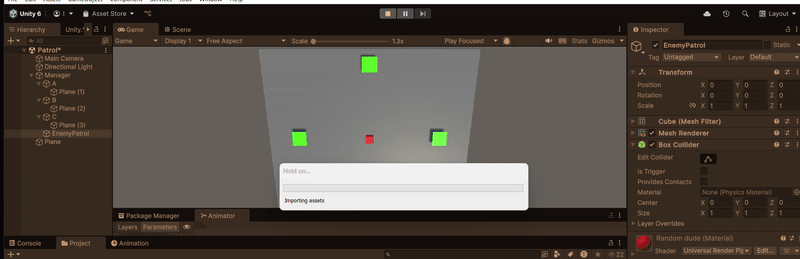 Unity 6
Asset Store
Layout
Hierarchy
Unity.
Game
Scene
Inspector
Game
Display 1
Free Aspect
Scale
1.3x
Play Focused
Stats
Gizmos
EnemyPatrol
Static
Tag
Untagged
Layer
Default
Patrol*
Main Camera
Directional Light
Manager
A
Plane (1)
B
Plane (2)
C
Plane (3)
EnemyPatrol
Plane
Transform
Position
X
0
Y
0
Z
0
Rotation
X
0
Y
0
Z
0
Scale
X
1
Y
1
Z
1
Cube (Mesh Filter)
Mesh Renderer
Box Collider
Edit Collider
Is Trigger
Provides Contacts
Material
None (Physics Material)
Center
X
0
Y
0
Z
0
Size
X
1
Y
1
Z
1
Layer Overrides
Random dude (Material)
Shader
Universal Render Pip
Edit...
Hold on...
Importing assets
Package Manager
Animator
Layers
Parameters
Console
Project
Animation
22